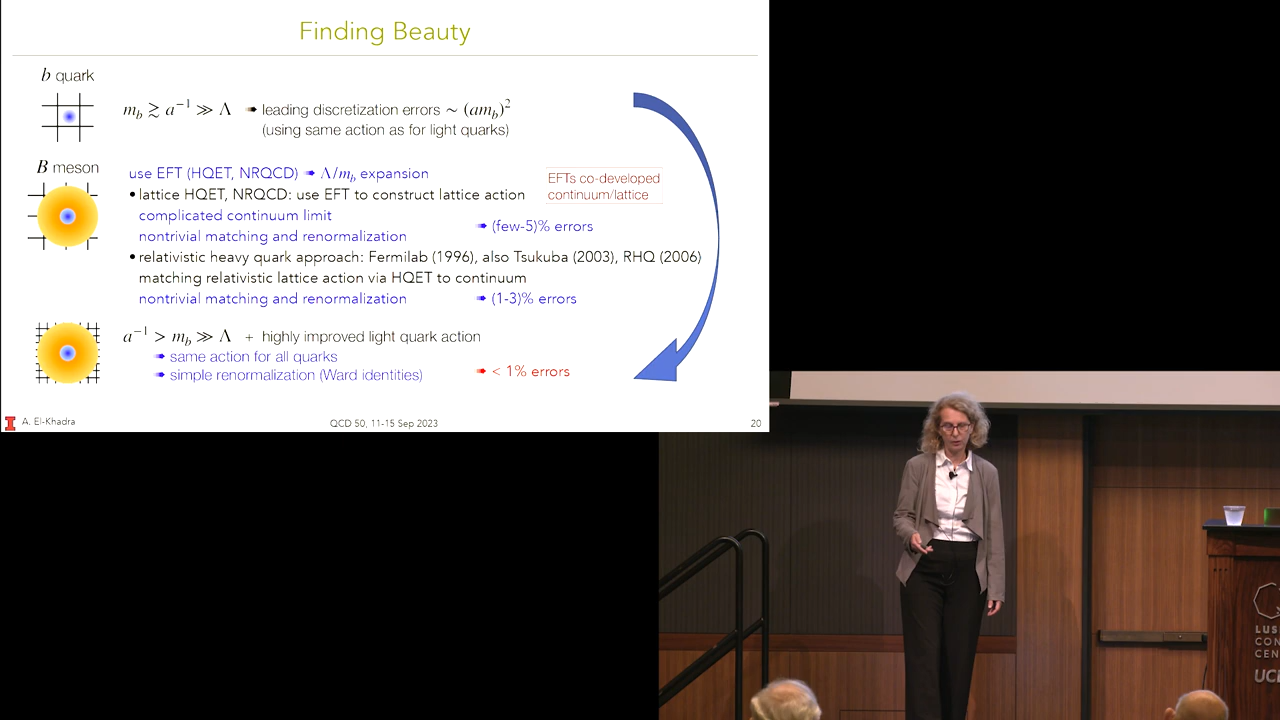 Finding Beauty
b quark
m_b ≳ a⁻¹ ≫ Λ ➠ leading discretization errors ~ (am_b)²
(using same action as for light quarks)
B meson
use EFT (HQET, NRQCD) ➠ Λ/m_b expansion
• lattice HQET, NRQCD: use EFT to construct lattice action
complicated continuum limit
nontrivial matching and renormalization
➠ (few-5)% errors
EFTs co-developed
continuum/lattice
• relativistic heavy quark approach: Fermilab (1996), also Tsukuba (2003), RHQ (2006)
matching relativistic lattice action via HQET to continuum
nontrivial matching and renormalization ➠ (1-3)% errors
a⁻¹ > m_b ≫ Λ + highly improved light quark action
➠ same action for all quarks
➠ simple renormalization (Ward identities)
➠ < 1% errors
A. El-Khadra
QCD 50, 11-15 Sep 2023
20
LUS
CON
CEN